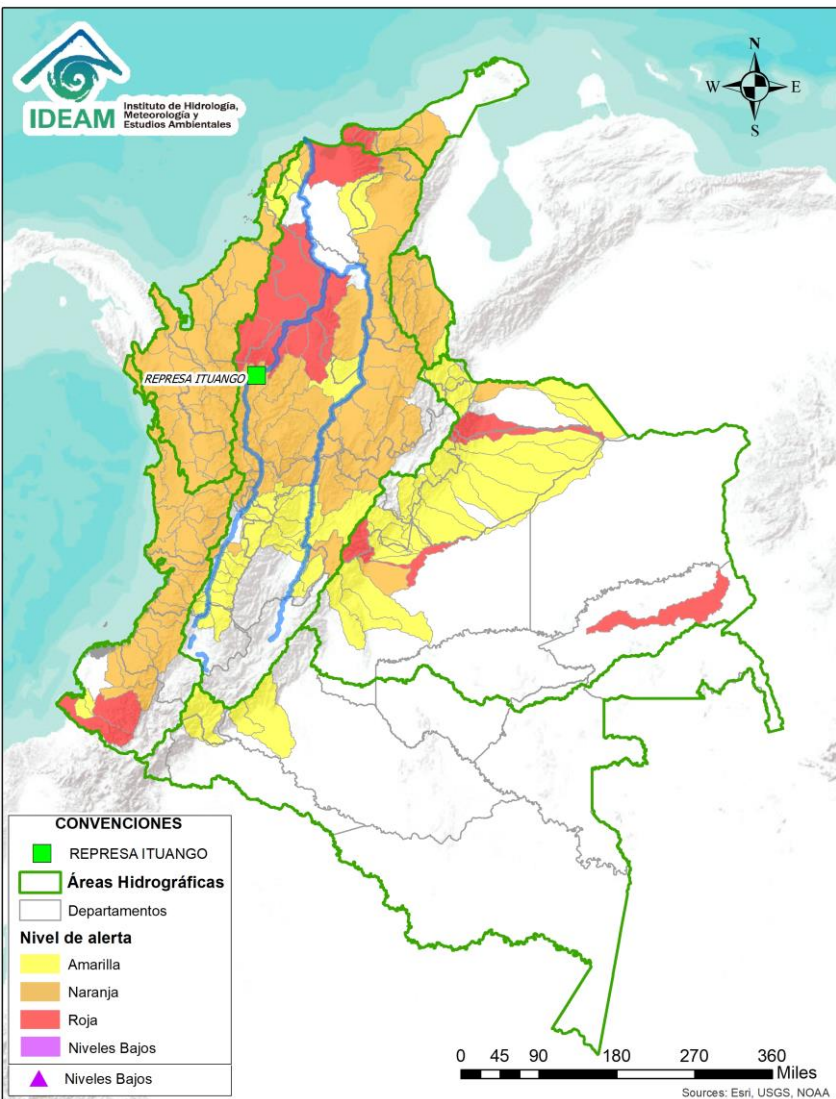 IDEAM
Instituto de Hidrología,
Meteorología y
Estudios Ambientales
N
W
E
S
REPRESA ITUANGO
CONVENCIONES
REPRESA ITUANGO
Áreas Hidrográficas
Departamentos
Nivel de alerta
Amarilla
Naranja
Roja
Niveles Bajos
Niveles Bajos
0 45 90 180 270 360
Miles
Sources: Esri, USGS, NOAA